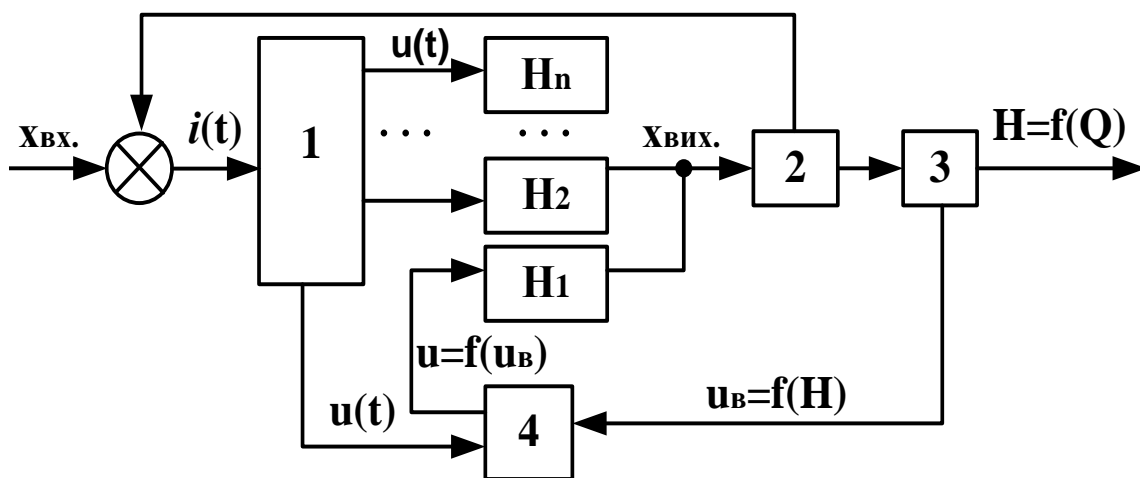 u(t)
Hn
xвх.
i(t)
1
. . .
. . .
xвих.
H=f(Q)
2
3
H2
H1
u=f(uв)
uв=f(H)
u(t)
4